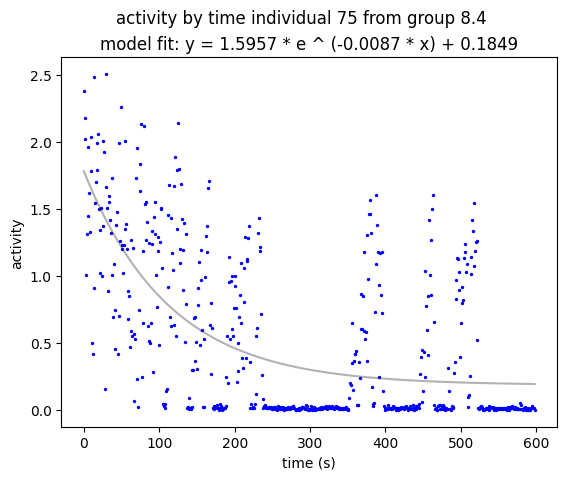 activity by time individual 75 from group 8.4
model fit: y = 1.5957 * e ^ (-0.0087 * x) + 0.1849
2.5
2.0
1.5
1.0
0.5
0.0
activity
0 100 200 300 400 500 600
time (s)